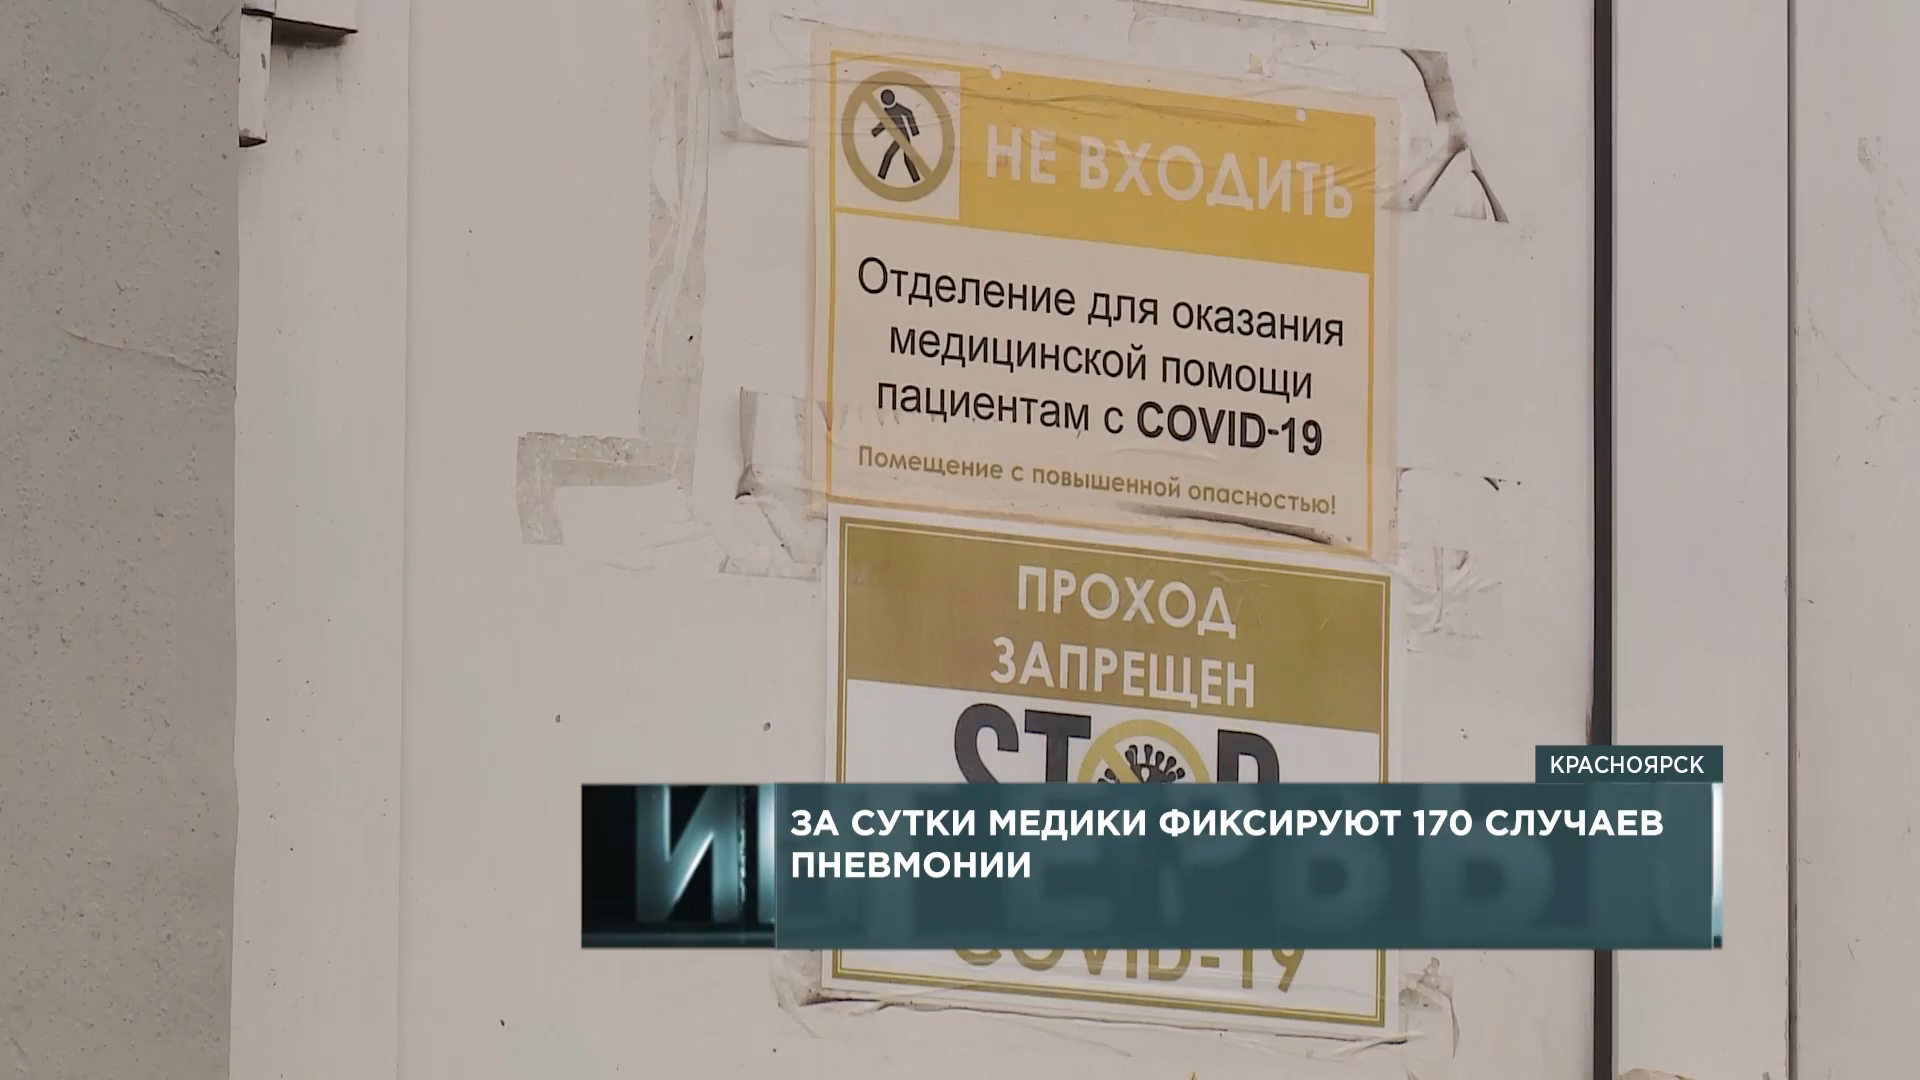 НЕ ВХОДИТЬ
Отделение для оказания
медицинской помощи
пациентам с COVID-19
Помещение с повышенной опасностью!
ПРОХОД
ЗАПРЕЩЕН
STOP
COVID-19
КРАСНОЯРСК
ЗА СУТКИ МЕДИКИ ФИКСИРУЮТ 170 СЛУЧАЕВ
ПНЕВМОНИИ